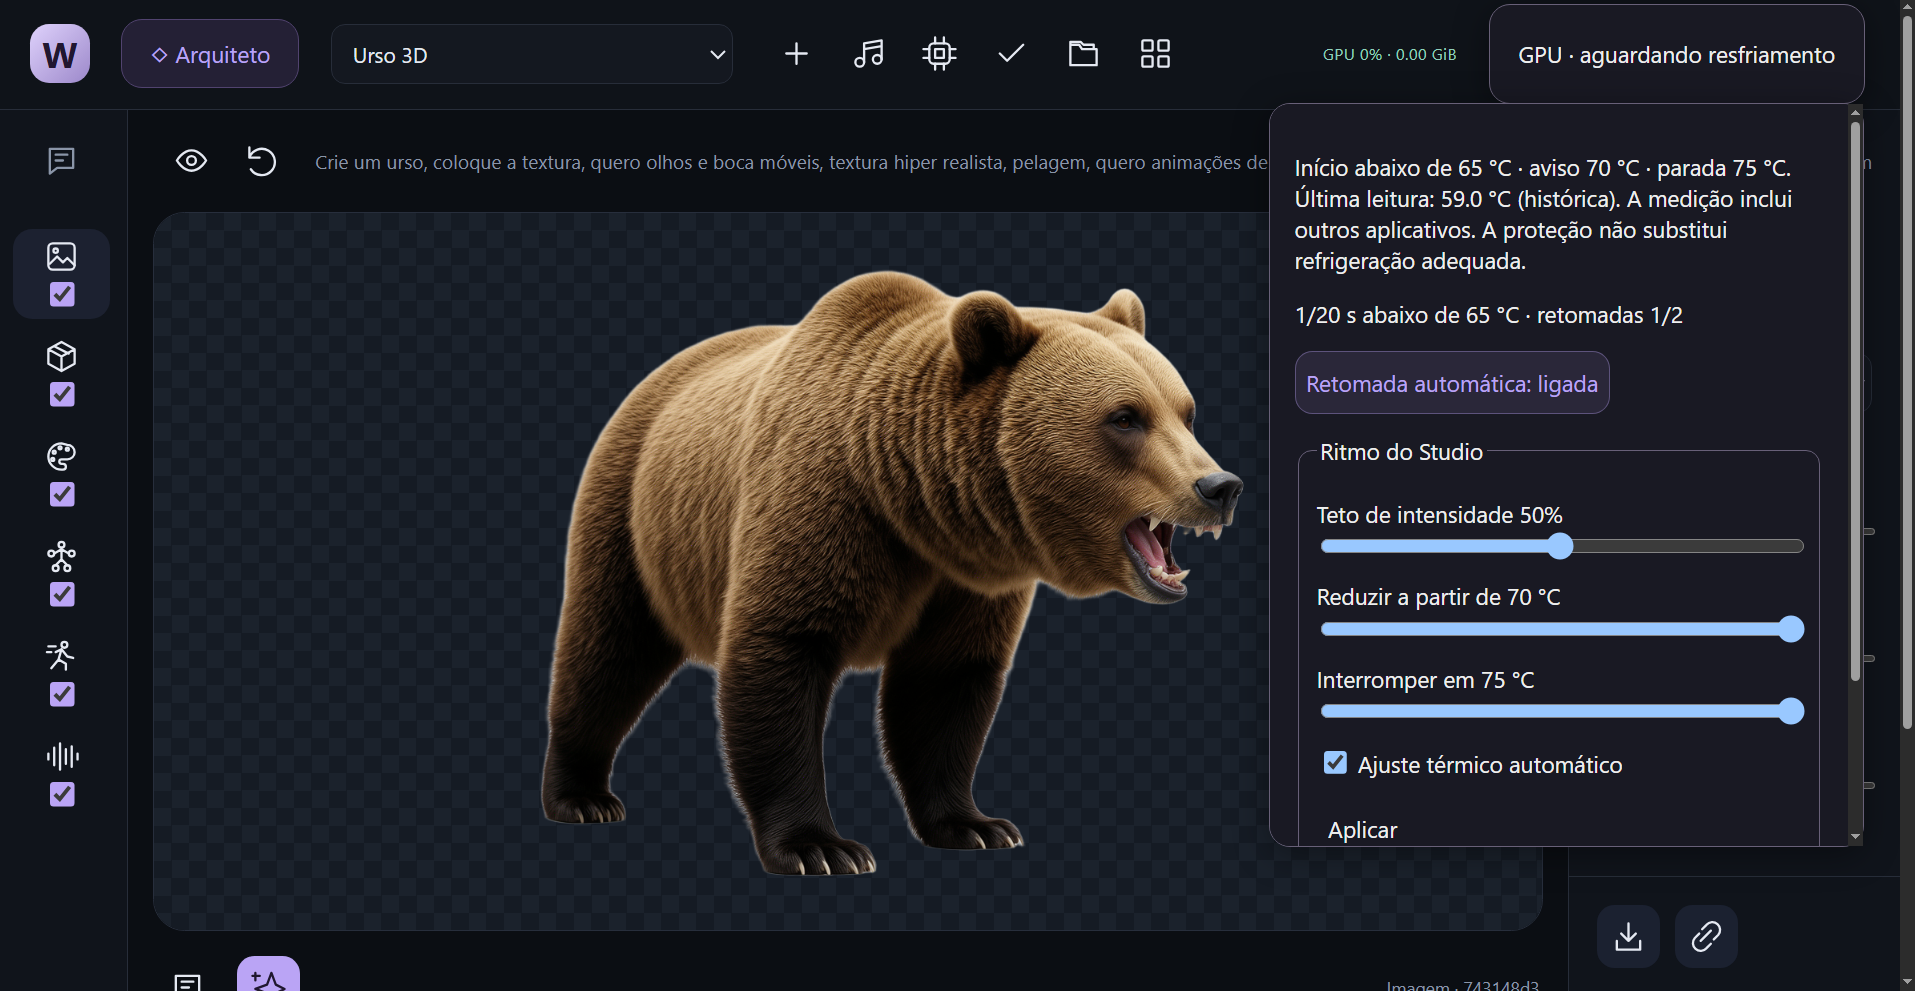 W
Arquiteto
Urso 3D
GPU 0% · 0.00 GiB
GPU · aguardando resfriamento
Crie um urso, coloque a textura, quero olhos e boca móveis, textura hiper realista, pelagem, quero animações de
Início abaixo de 65 °C · aviso 70 °C · parada 75 °C.
Última leitura: 59.0 °C (histórica). A medição inclui
outros aplicativos. A proteção não substitui
refrigeração adequada.
1/20 s abaixo de 65 °C · retomadas 1/2
Retomada automática: ligada
Ritmo do Studio
Teto de intensidade 50%
Reduzir a partir de 70 °C
Interromper em 75 °C
Ajuste térmico automático
Aplicar
Imagem · 743148d3